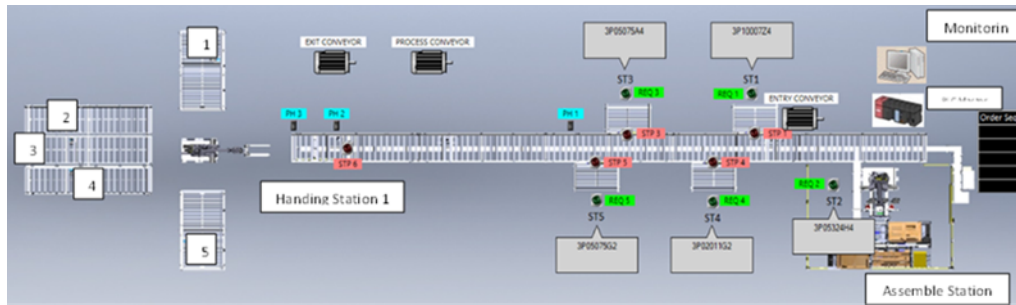 3P05075A4
3P10007Z4
Monitorin
1
EXIT CONVEYOR
PROCESS CONVEYOR
ST3
ST1
REQ 3
REQ 1
ENTRY CONVEYOR
2
PH 3
PH 2
PH 1
Order Seq
3
STP 6
STP 3
STP 1
STP 5
STP 4
4
Handing Station 1
REQ 5
REQ 4
REQ 2
ST5
ST4
ST2
5
3P05075G2
3P02011G2
3P05324H4
Assemble Station